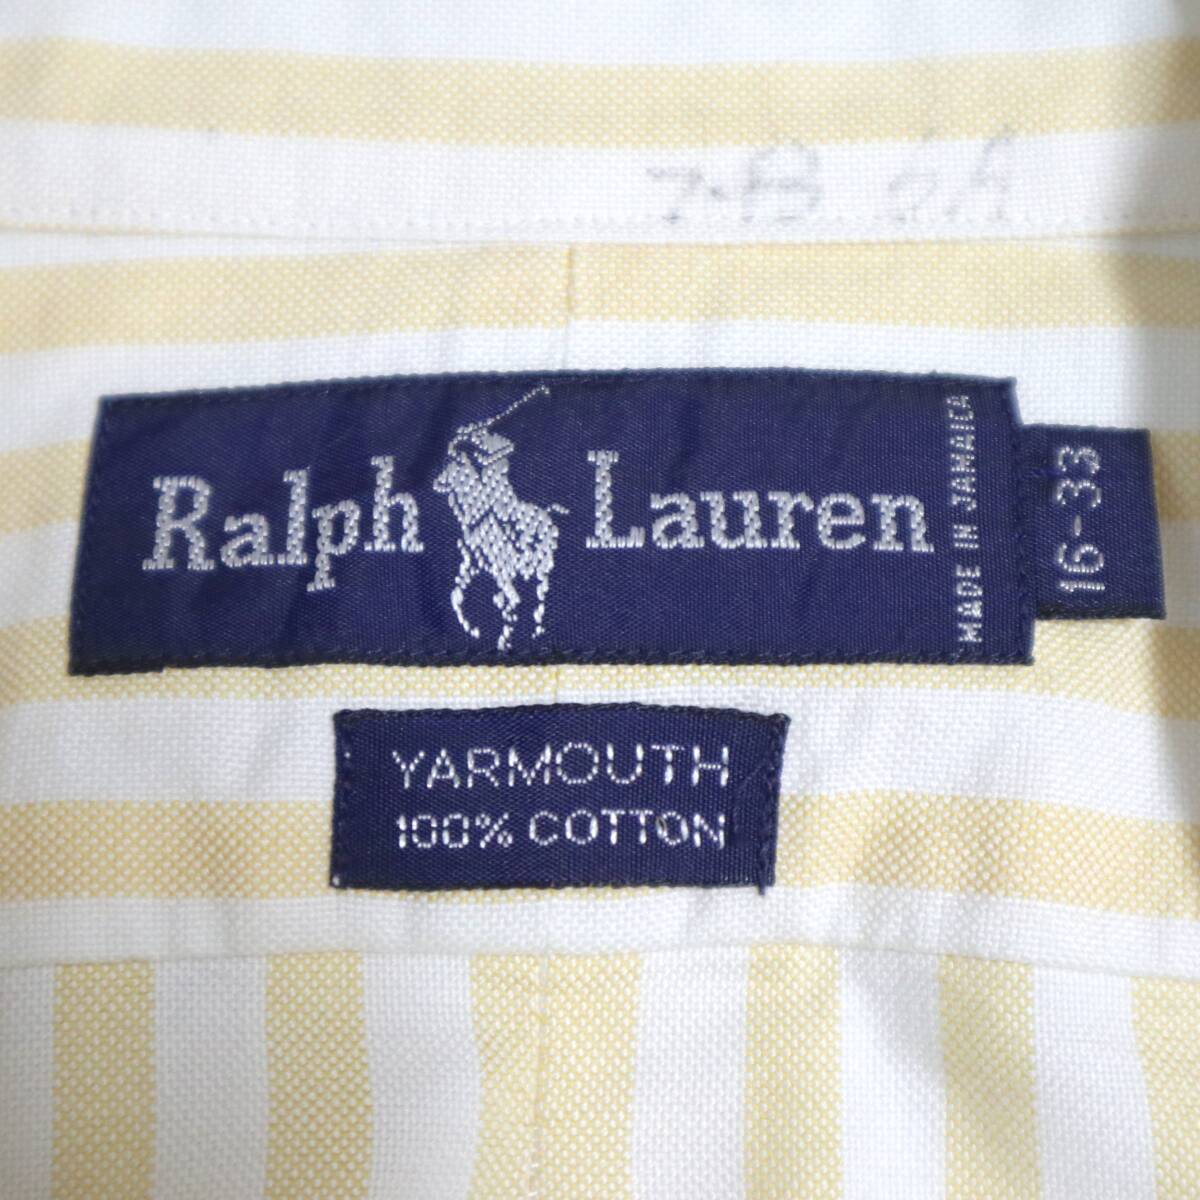 Ralph Lauren
MADE IN JAMAICA
16-33
YARMOUTH
100% COTTON